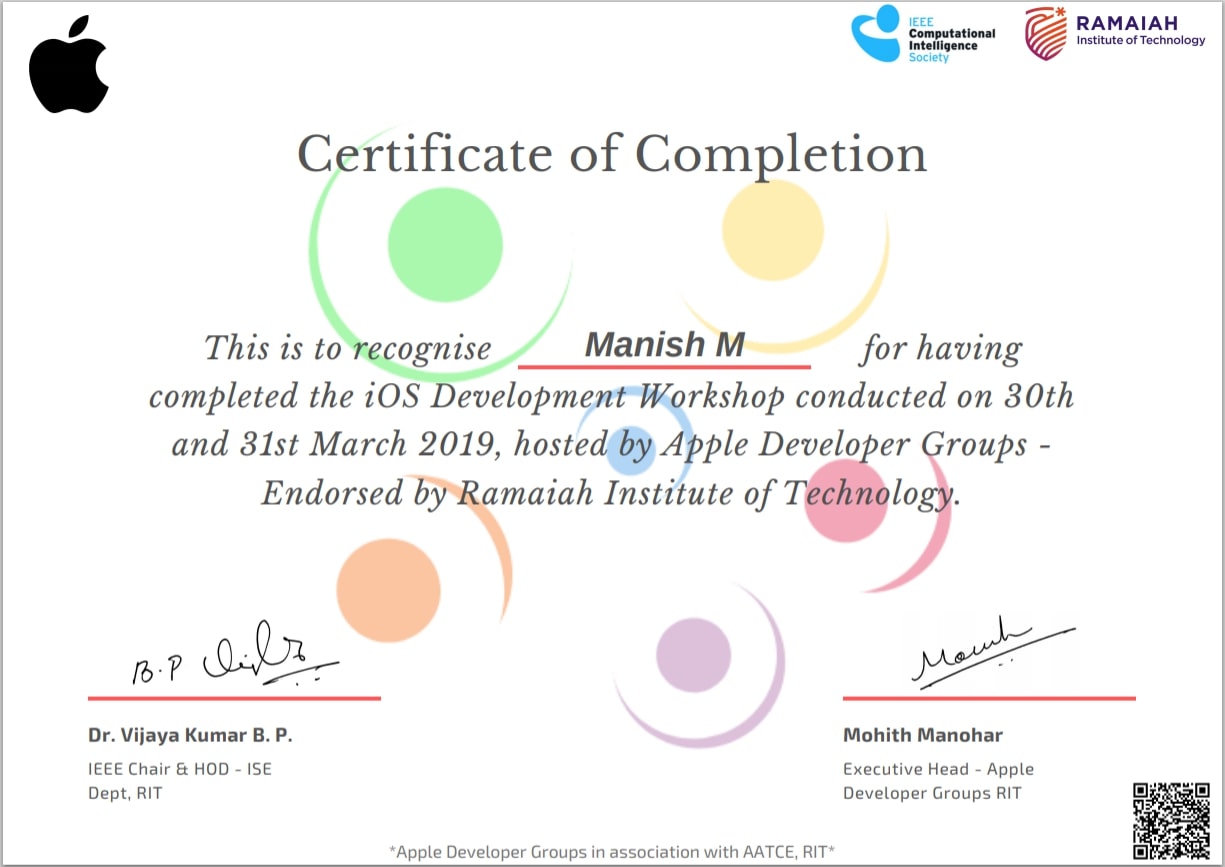 IEEE
Computational
Intelligence
Society
RAMAIAH
Institute of Technology
Certificate of Completion
This is to recognise Manish M for having
completed the iOS Development Workshop conducted on 30th
and 31st March 2019, hosted by Apple Developer Groups -
Endorsed by Ramaiah Institute of Technology.
B.P
Dr. Vijaya Kumar B. P.
IEEE Chair & HOD - ISE
Dept, RIT
Mohith Manohar
Executive Head - Apple
Developer Groups RIT
*Apple Developer Groups in association with AATCE, RIT*